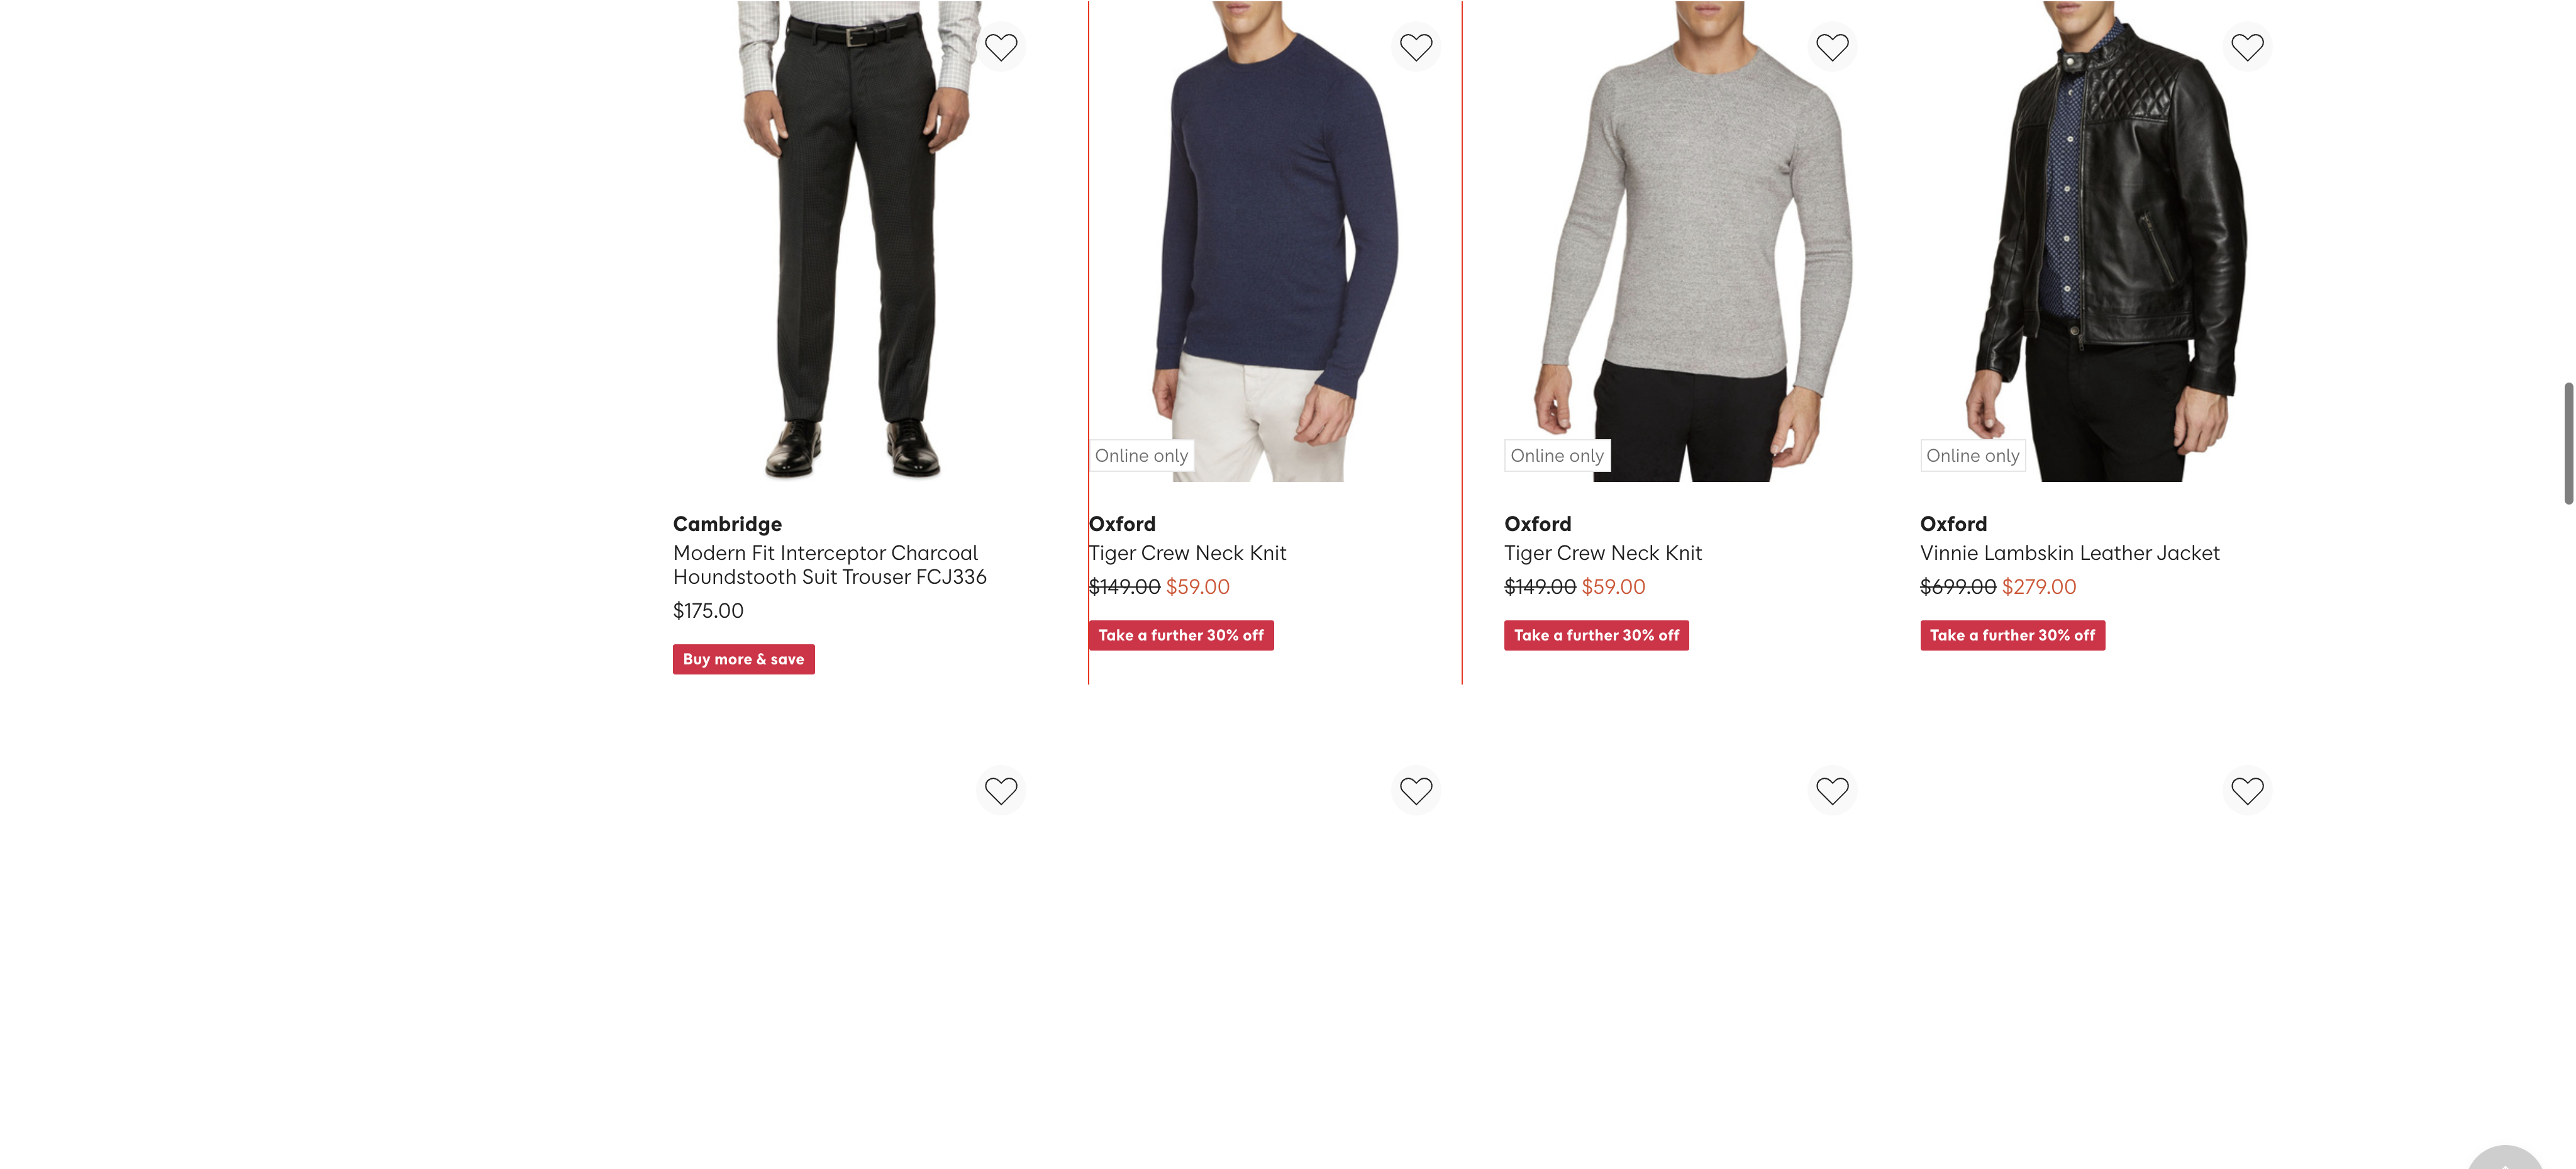 Online only
Online only
Online only
Cambridge
Modern Fit Interceptor Charcoal
Houndstooth Suit Trouser FCJ336
$175.00
Buy more & save
Oxford
Tiger Crew Neck Knit
$149.00 $59.00
Take a further 30% off
Oxford
Tiger Crew Neck Knit
$149.00 $59.00
Take a further 30% off
Oxford
Vinnie Lambskin Leather Jacket
$699.00 $279.00
Take a further 30% off